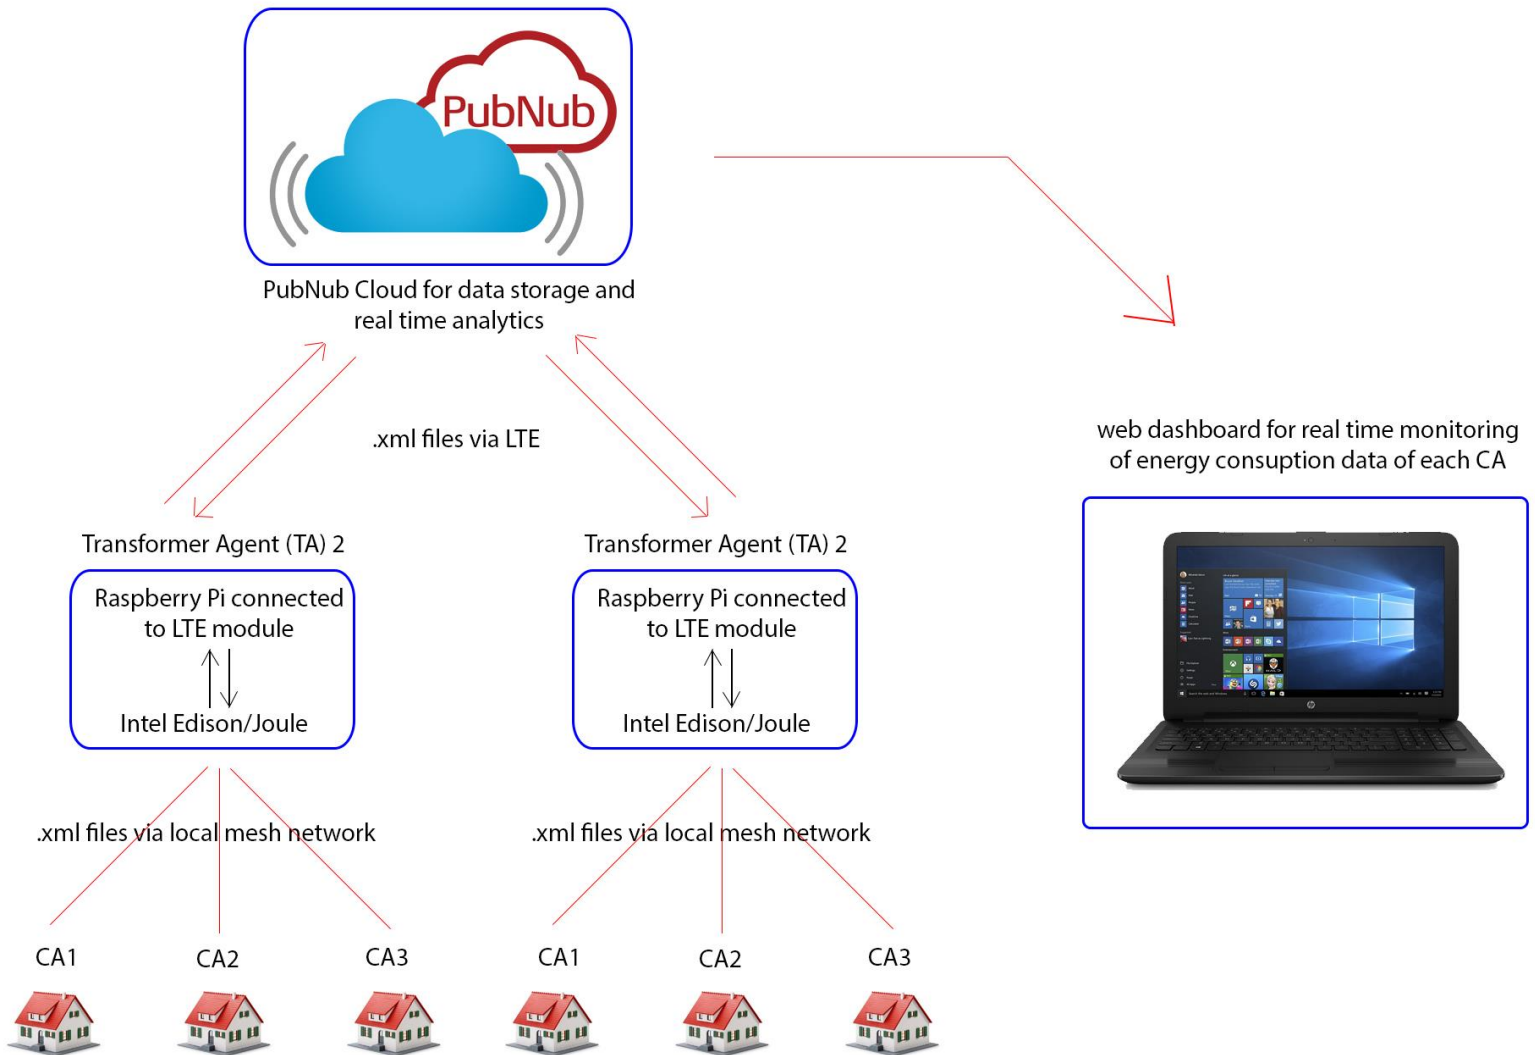 PubNub
PubNub Cloud for data storage and
real time analytics
.xml files via LTE
web dashboard for real time monitoring
of energy consuption data of each CA
Transformer Agent (TA) 2
Transformer Agent (TA) 2
Raspberry Pi connected
to LTE module
Intel Edison/Joule
Raspberry Pi connected
to LTE module
Intel Edison/Joule
.xml files via local mesh network
.xml files via local mesh network
CA1
CA2
CA3
CA1
CA2
CA3
hp